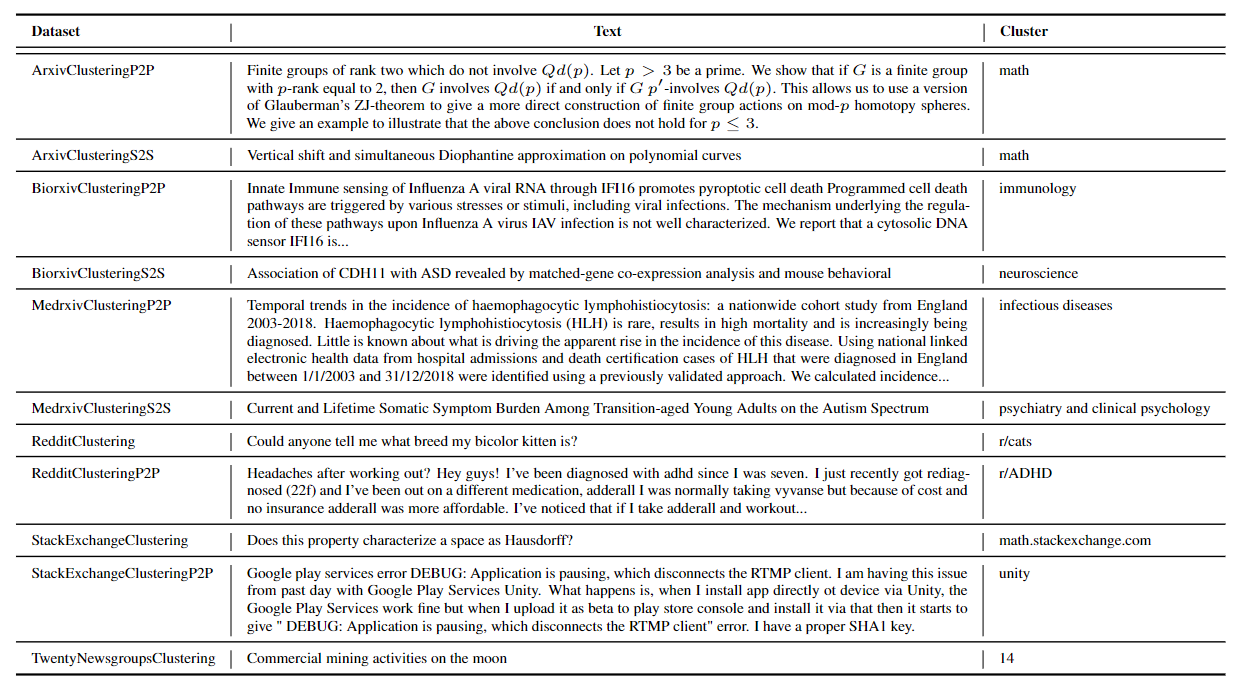 Dataset Text Cluster
ArxivClusteringP2P Finite groups of rank two which do not involve Qd(p). Let p > 3 be a prime. We show that if G is a finite group math
with p-rank equal to 2, then G involves Qd(p) if and only if G p′-involves Qd(p). This allows us to use a version
of Glauberman's ZJ-theorem to give a more direct construction of finite group actions on mod-p homotopy spheres.
We give an example to illustrate that the above conclusion does not hold for p ≤ 3.
ArxivClusteringS2S Vertical shift and simultaneous Diophantine approximation on polynomial curves math
BiorxivClusteringP2P Innate Immune sensing of Influenza A viral RNA through IFI16 promotes pyroptotic cell death Programmed cell death immunology
pathways are triggered by various stresses or stimuli, including viral infections. The mechanism underlying the regula-
tion of these pathways upon Influenza A virus IAV infection is not well characterized. We report that a cytosolic DNA
sensor IFI16 is...
BiorxivClusteringS2S Association of CDH11 with ASD revealed by matched-gene co-expression analysis and mouse behavioral neuroscience
MedrxivClusteringP2P Temporal trends in the incidence of haemophagocytic lymphohistiocytosis: a nationwide cohort study from England infectious diseases
2003-2018. Haemophagocytic lymphohistiocytosis (HLH) is rare, results in high mortality and is increasingly being
diagnosed. Little is known about what is driving the apparent rise in the incidence of this disease. Using national linked
electronic health data from hospital admissions and death certification cases of HLH that were diagnosed in England
between 1/1/2003 and 31/12/2018 were identified using a previously validated approach. We calculated incidence...
MedrxivClusteringS2S Current and Lifetime Somatic Symptom Burden Among Transition-aged Young Adults on the Autism Spectrum psychiatry and clinical psychology
RedditClustering Could anyone tell me what breed my bicolor kitten is? r/cats
RedditClusteringP2P Headaches after working out? Hey guys! I've been diagnosed with adhd since I was seven. I just recently got rediag- r/ADHD
nosed (22f) and I've been out on a different medication, adderall I was normally taking vyvanse but because of cost and
no insurance adderall was more affordable. I've noticed that if I take adderall and workout...
StackExchangeClustering Does this property characterize a space as Hausdorff? math.stackexchange.com
StackExchangeClusteringP2P Google play services error DEBUG: Application is pausing, which disconnects the RTMP client. I am having this issue unity
from past day with Google Play Services Unity. What happens is, when I install app directly ot device via Unity, the
Google Play Services work fine but when I upload it as beta to play store console and install it via that then it starts to
give " DEBUG: Application is pausing, which disconnects the RTMP client" error. I have a proper SHA1 key.
TwentyNewsgroupsClustering Commercial mining activities on the moon 14